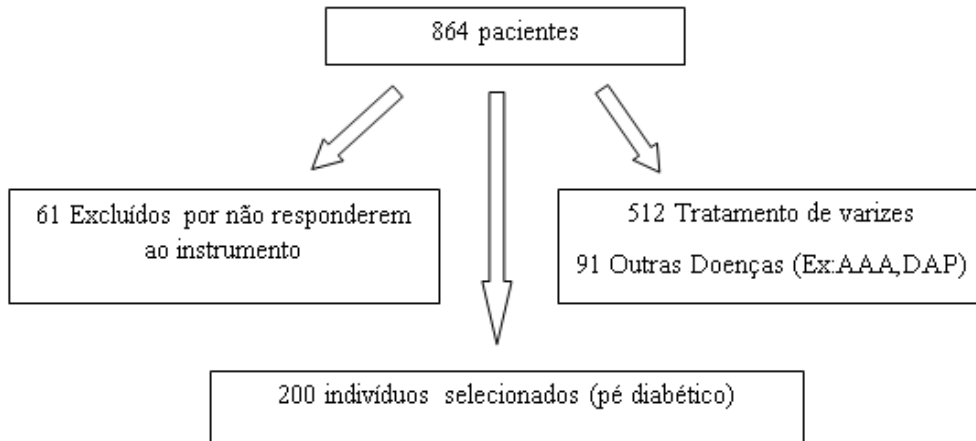 864 pacientes
61 Excluídos por não responderem
ao instrumento
512 Tratamento de varizes
91 Outras Doenças (Ex:AAA,DAP)
200 indivíduos selecionados (pé diabético)